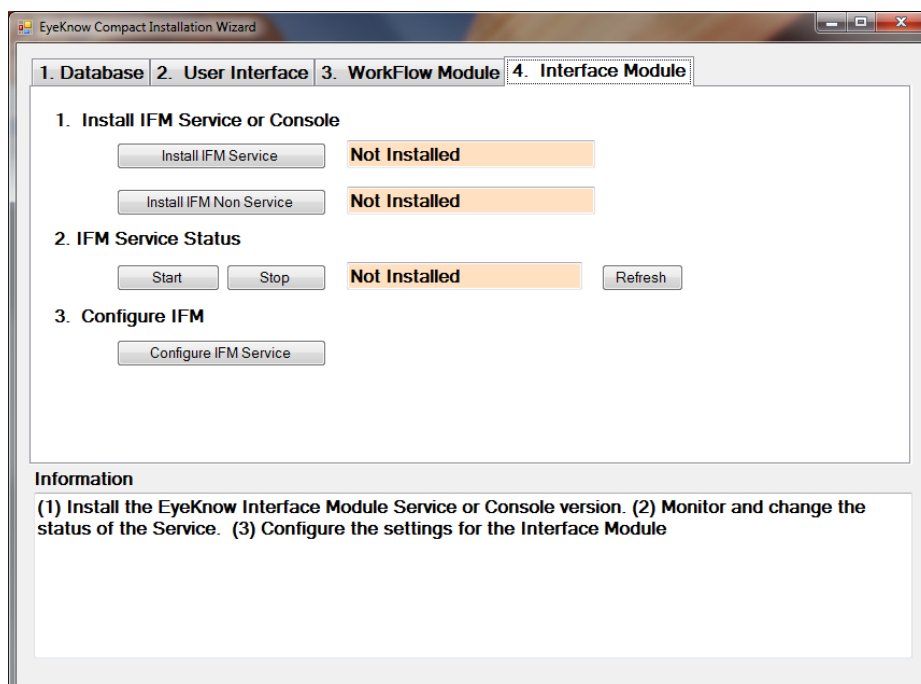 EyeKnow Compact Installation Wizard
1. Database 2. User Interface 3. WorkFlow Module 4. Interface Module
1. Install IFM Service or Console
Install IFM Service Not Installed
Install IFM Non Service Not Installed
2. IFM Service Status
Start Stop Not Installed Refresh
3. Configure IFM
Configure IFM Service
Information
(1) Install the EyeKnow Interface Module Service or Console version. (2) Monitor and change the
status of the Service. (3) Configure the settings for the Interface Module